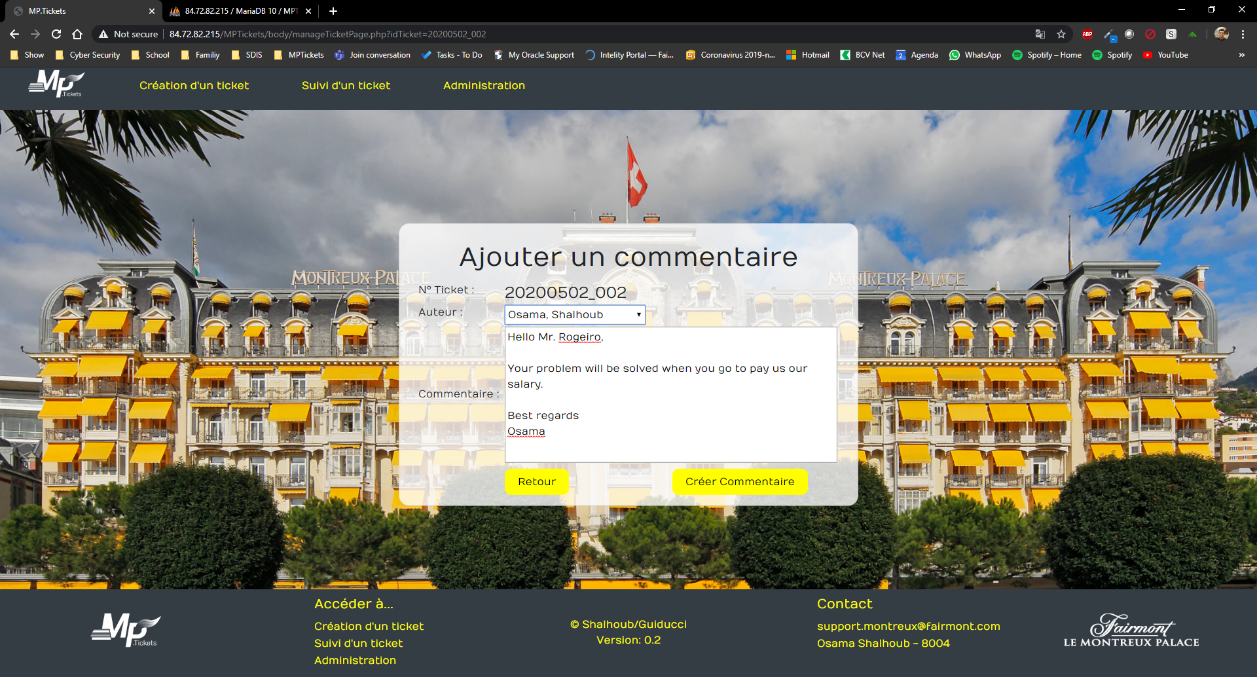 MP.Tickets
84.72.82.215 / MariaDB 10 / MPT
Not secure | 84.72.82.215/MPTickets/body/manageTicketPage.php?idTicket=20200502_002
ABP
S
Show Cyber Security School Familiy SDIS MPTickets Join conversation Tasks - To Do My Oracle Support Intelity Portal — Fai... Coronavirus 2019-n... Hotmail BCV Net Agenda WhatsApp Spotify – Home Spotify YouTube »
Mp.Tickets
Création d'un ticket Suivi d'un ticket Administration
MONTREUX-PALACE
MONTREUX-PALACE
Ajouter un commentaire
N° Ticket : 20200502_002
Auteur : Osama, Shalhoub
Commentaire :
Hello Mr. Rogeiro,
Your problem will be solved when you go to pay us our
salary.
Best regards
Osama
Retour Créer Commentaire
Mp.Tickets
Accéder à...
Création d'un ticket
Suivi d'un ticket
Administration
© Shalhoub/Guiducci
Version: 0.2
Contact
support.montreux@fairmont.com
Osama Shalhoub - 8004
Fairmont
LE MONTREUX PALACE